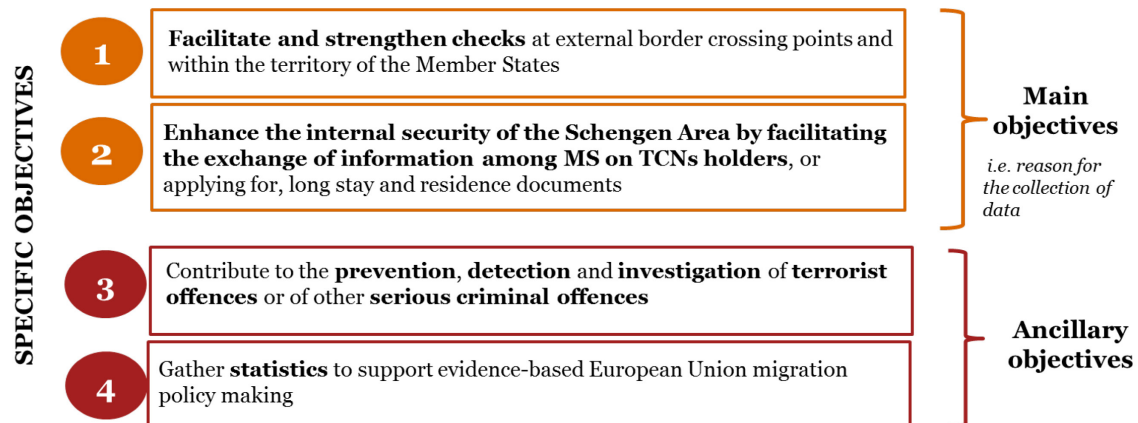 SPECIFIC OBJECTIVES
1
Facilitate and strengthen checks at external border crossing points and
within the territory of the Member States
2
Enhance the internal security of the Schengen Area by facilitating
the exchange of information among MS on TCNs holders, or
applying for, long stay and residence documents
Main
objectives
i.e. reason for
the collection of
data
3
Contribute to the prevention, detection and investigation of terrorist
offences or of other serious criminal offences
4
Gather statistics to support evidence-based European Union migration
policy making
Ancillary
objectives